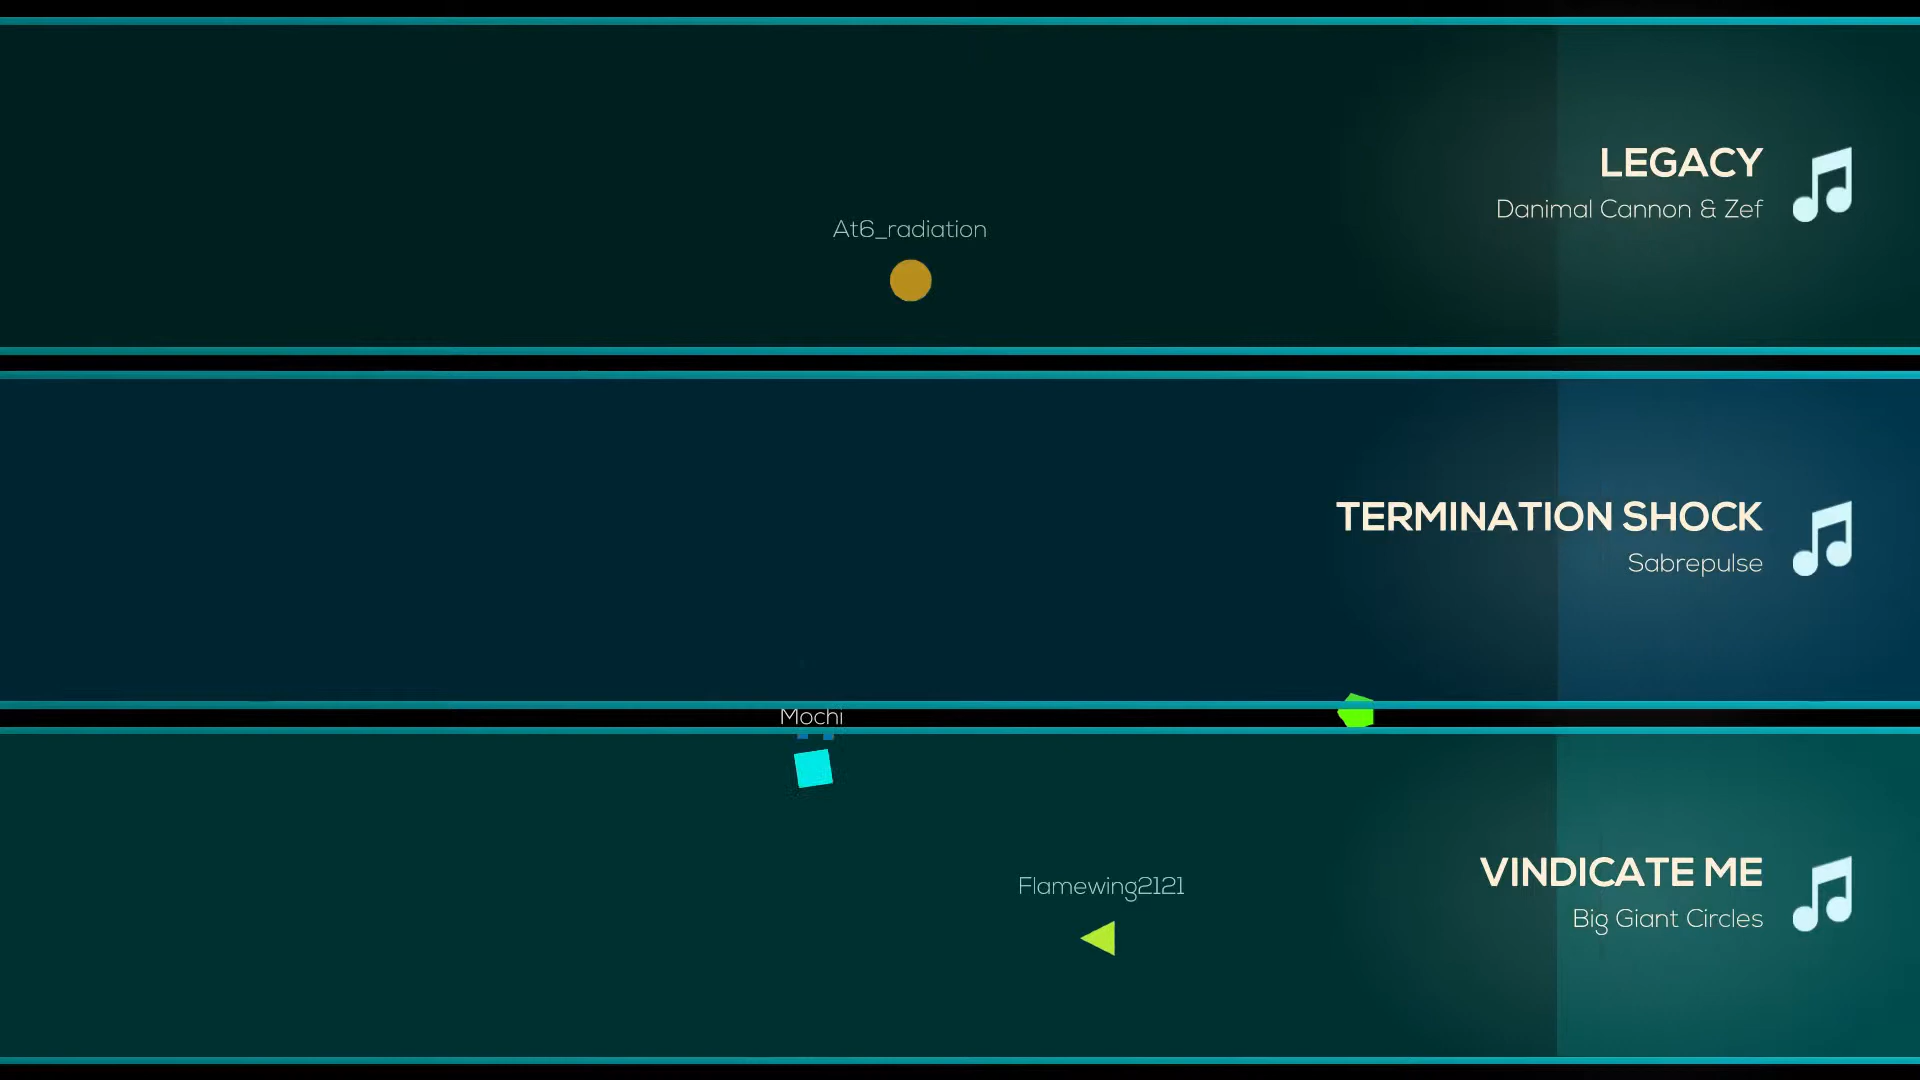 LEGACY
Danimal Cannon & Zef
At6_radiation
TERMINATION SHOCK
Sabrepulse
Mochi
VINDICATE ME
Flamewing2121
Big Giant Circles